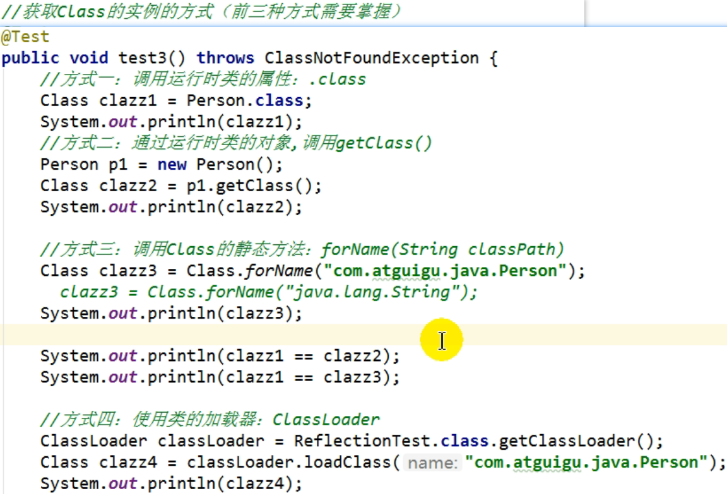 //获取Class的实例的方式（前三种方式需要掌握）
@Test
public void test3() throws ClassNotFoundException {
//方式一：调用运行时类的属性：.class
Class clazz1 = Person.class;
System.out.println(clazz1);
//方式二：通过运行时类的对象,调用getClass()
Person p1 = new Person();
Class clazz2 = p1.getClass();
System.out.println(clazz2);
//方式三：调用Class的静态方法：forName(String classPath)
Class clazz3 = Class.forName("com.atguigu.java.Person");
clazz3 = Class.forName("java.lang.String");
System.out.println(clazz3);
System.out.println(clazz1 == clazz2);
System.out.println(clazz1 == clazz3);
//方式四：使用类的加载器：ClassLoader
ClassLoader classLoader = ReflectionTest.class.getClassLoader();
Class clazz4 = classLoader.loadClass( name: "com.atguigu.java.Person");
System.out.println(clazz4);